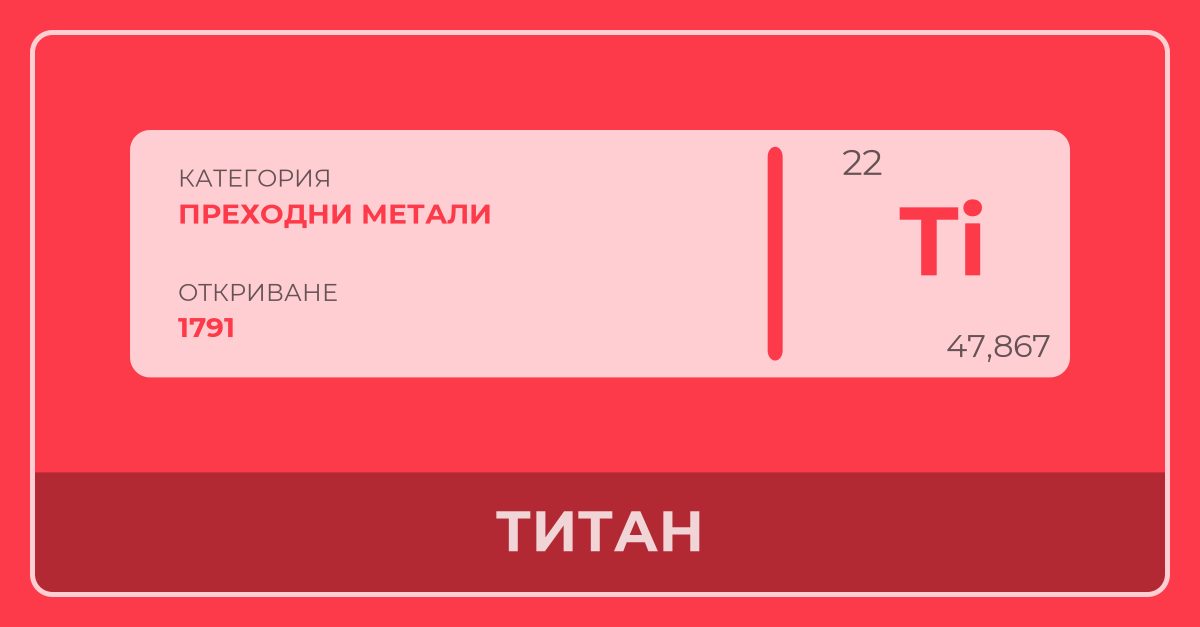 КАТЕГОРИЯ
ПРЕХОДНИ МЕТАЛИ
ОТКРИВАНЕ
1791
22
Ti
47,867
ТИТАН